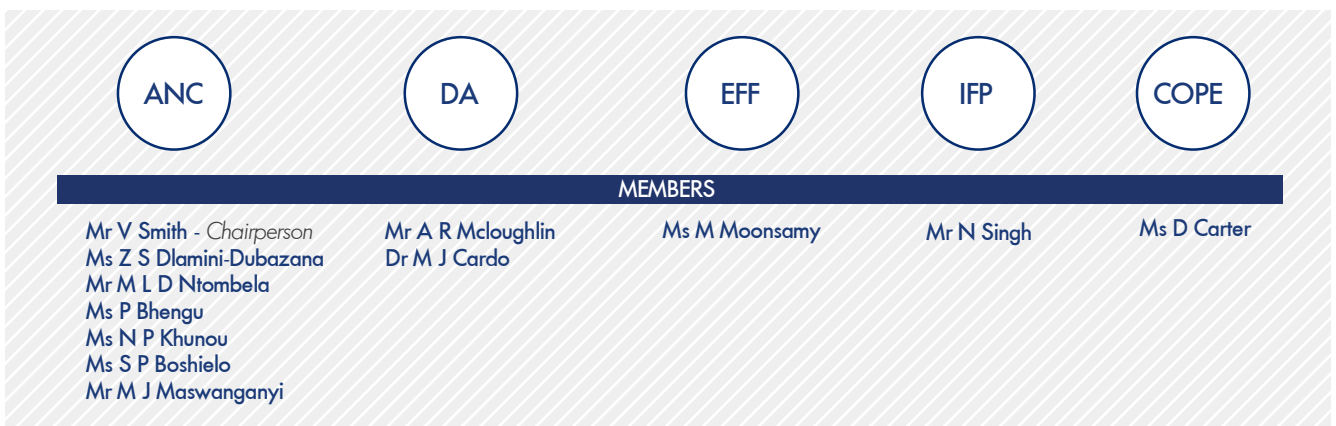 ANC
DA
EFF
IFP
COPE
MEMBERS
Mr V Smith - Chairperson
Ms Z S Dlamini-Dubazana
Mr M L D Ntombela
Ms P Bhengu
Ms N P Khunou
Ms S P Boshielo
Mr M J Maswanganyi
Mr A R Mcloughlin
Dr M J Cardo
Ms M Moonsamy
Mr N Singh
Ms D Carter